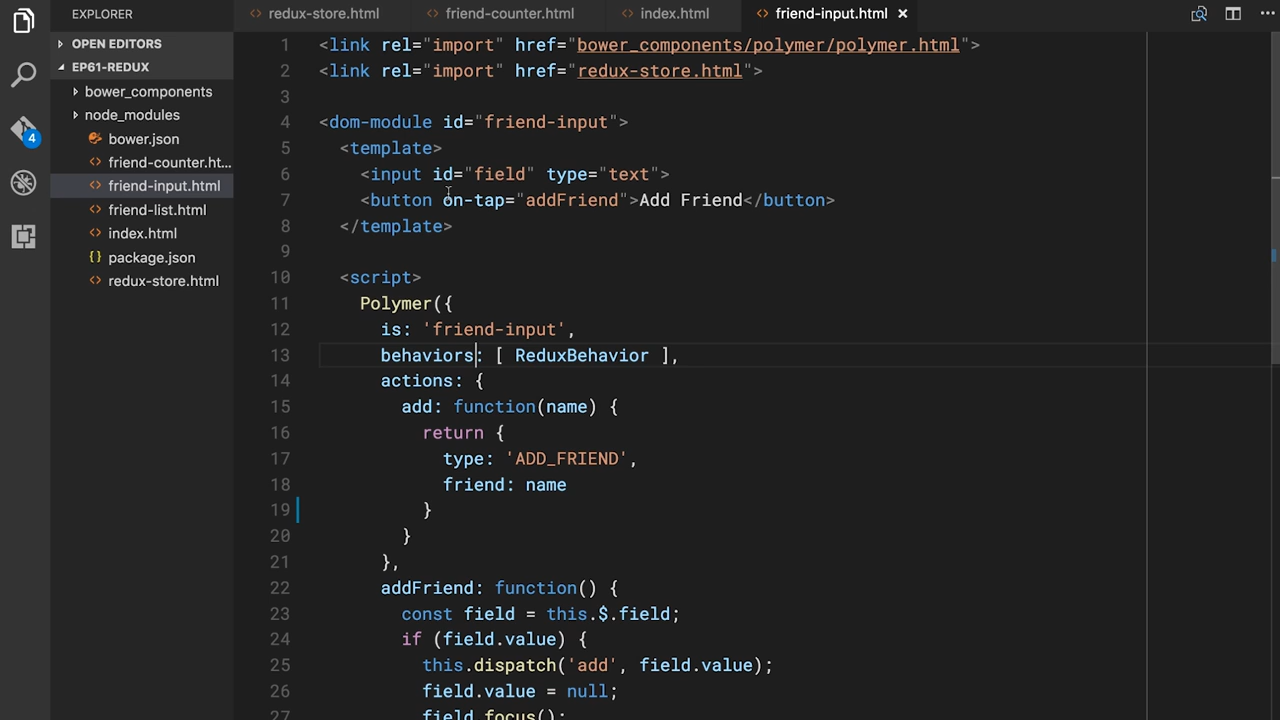 EXPLORER
OPEN EDITORS
EP61-REDUX
bower_components
node_modules
bower.json
friend-counter.ht...
friend-input.html
friend-list.html
index.html
package.json
redux-store.html
4
redux-store.html friend-counter.html index.html friend-input.html
1 <link rel="import" href="bower_components/polymer/polymer.html">
2 <link rel="import" href="redux-store.html">
3
4 <dom-module id="friend-input">
5 <template>
6 <input id="field" type="text">
7 <button on-tap="addFriend">Add Friend</button>
8 </template>
9
10 <script>
11 Polymer({
12 is: 'friend-input',
13 behaviors: [ ReduxBehavior ],
14 actions: {
15 add: function(name) {
16 return {
17 type: 'ADD_FRIEND',
18 friend: name
19 }
20 }
21 },
22 addFriend: function() {
23 const field = this.$.field;
24 if (field.value) {
25 this.dispatch('add', field.value);
26 field.value = null;
27 field.focus();